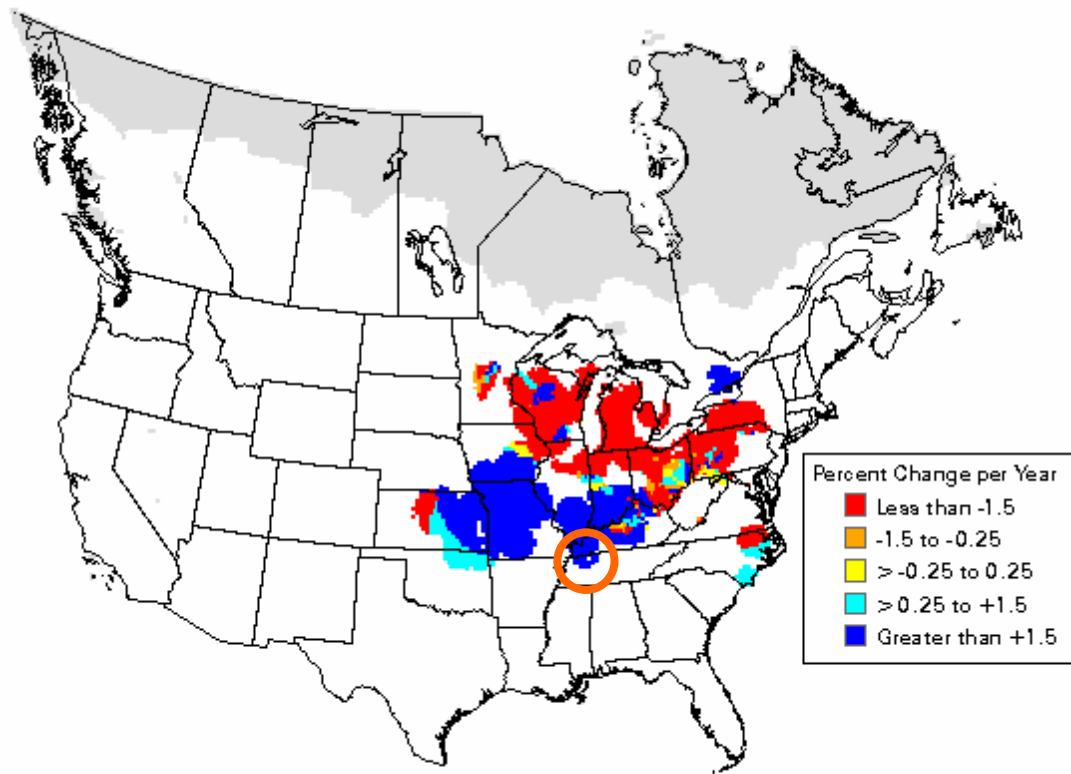 Percent Change per Year
Less than -1.5
-1.5 to -0.25
> -0.25 to 0.25
> 0.25 to +1.5
Greater than +1.5